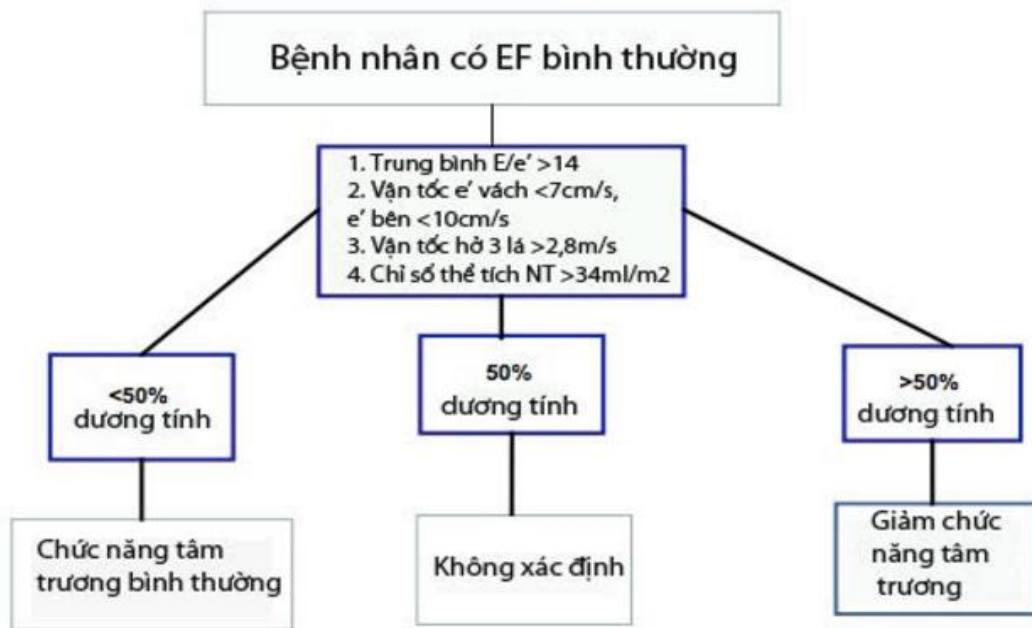 Bệnh nhân có EF bình thường
1. Trung bình E/e' >14
2. Vận tốc e' vách <7cm/s,
e' bên <10cm/s
3. Vận tốc hở 3 lá >2,8m/s
4. Chỉ số thể tích NT >34ml/m2
<50%
dương tính
50%
dương tính
>50%
dương tính
Chức năng tâm
trương bình thường
Không xác định
Giảm chức
năng tâm
trương